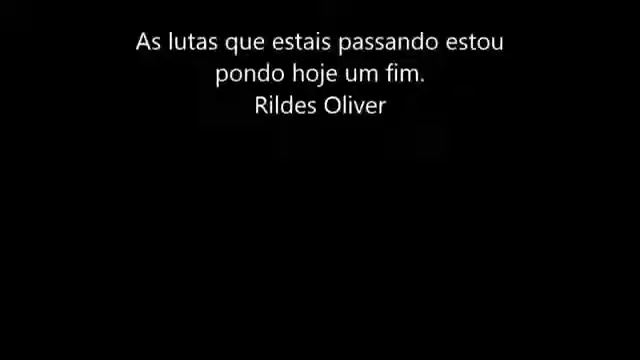 As lutas que estais passando estou
pondo hoje um fim.
Rildes Oliver